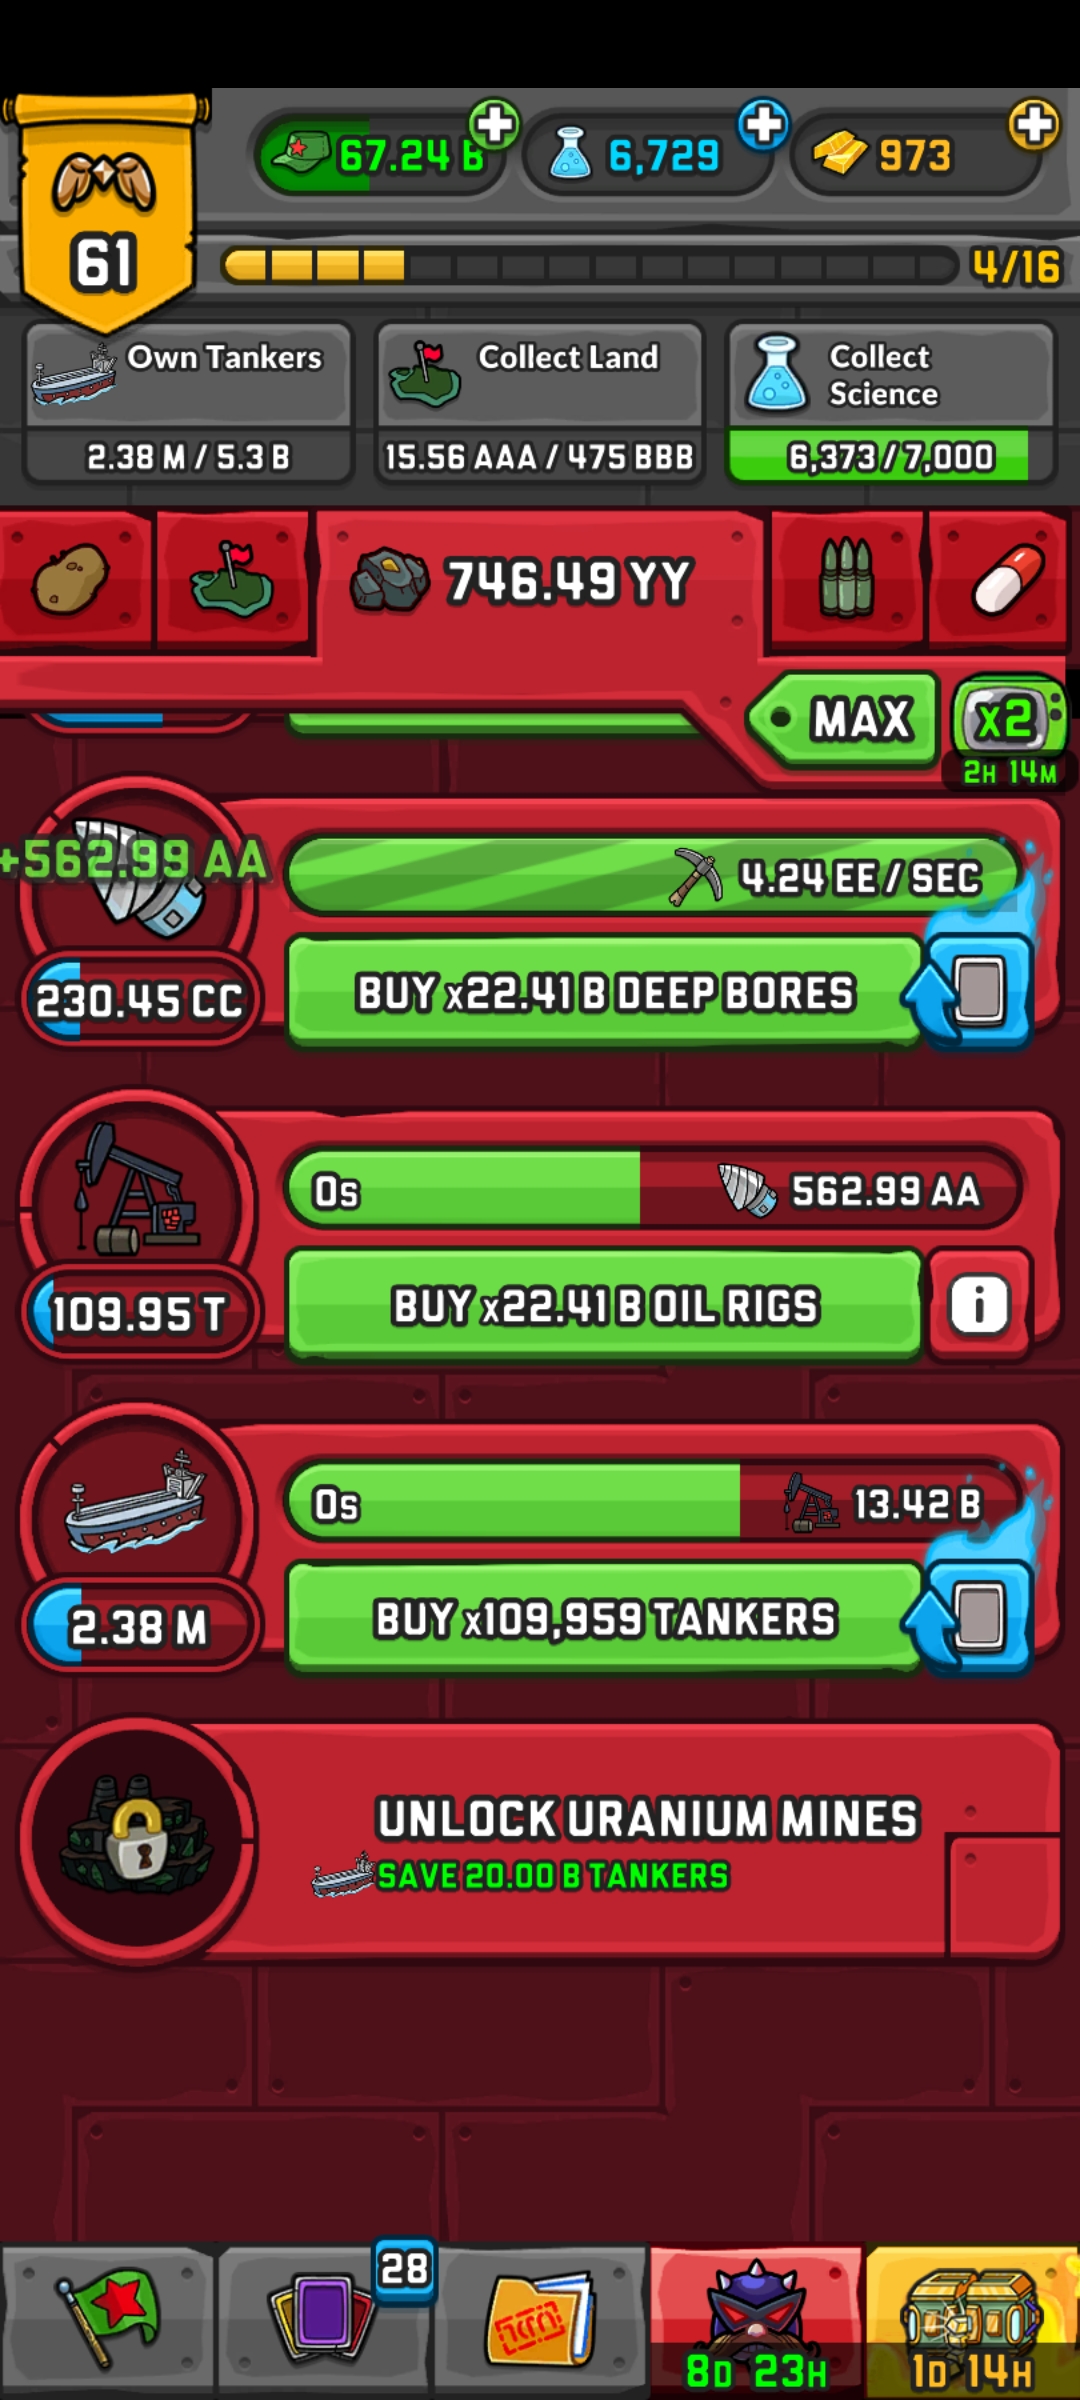 67.24 B
6,729
973
61
4/16
Own Tankers
2.38 M / 5.3 B
Collect Land
15.56 AAA / 475 BBB
Collect
Science
6,373 / 7,000
746.49 YY
MAX
x2
2H 14M
+562.99 AA
4.24 EE / SEC
230.45 CC
BUY x22.41 B DEEP BORES
0s
562.99 AA
109.95 T
BUY x22.41 B OIL RIGS
i
0s
13.42 B
2.38 M
BUY x109,959 TANKERS
UNLOCK URANIUM MINES
SAVE 20.00 B TANKERS
28
8D 23H
1D 14H